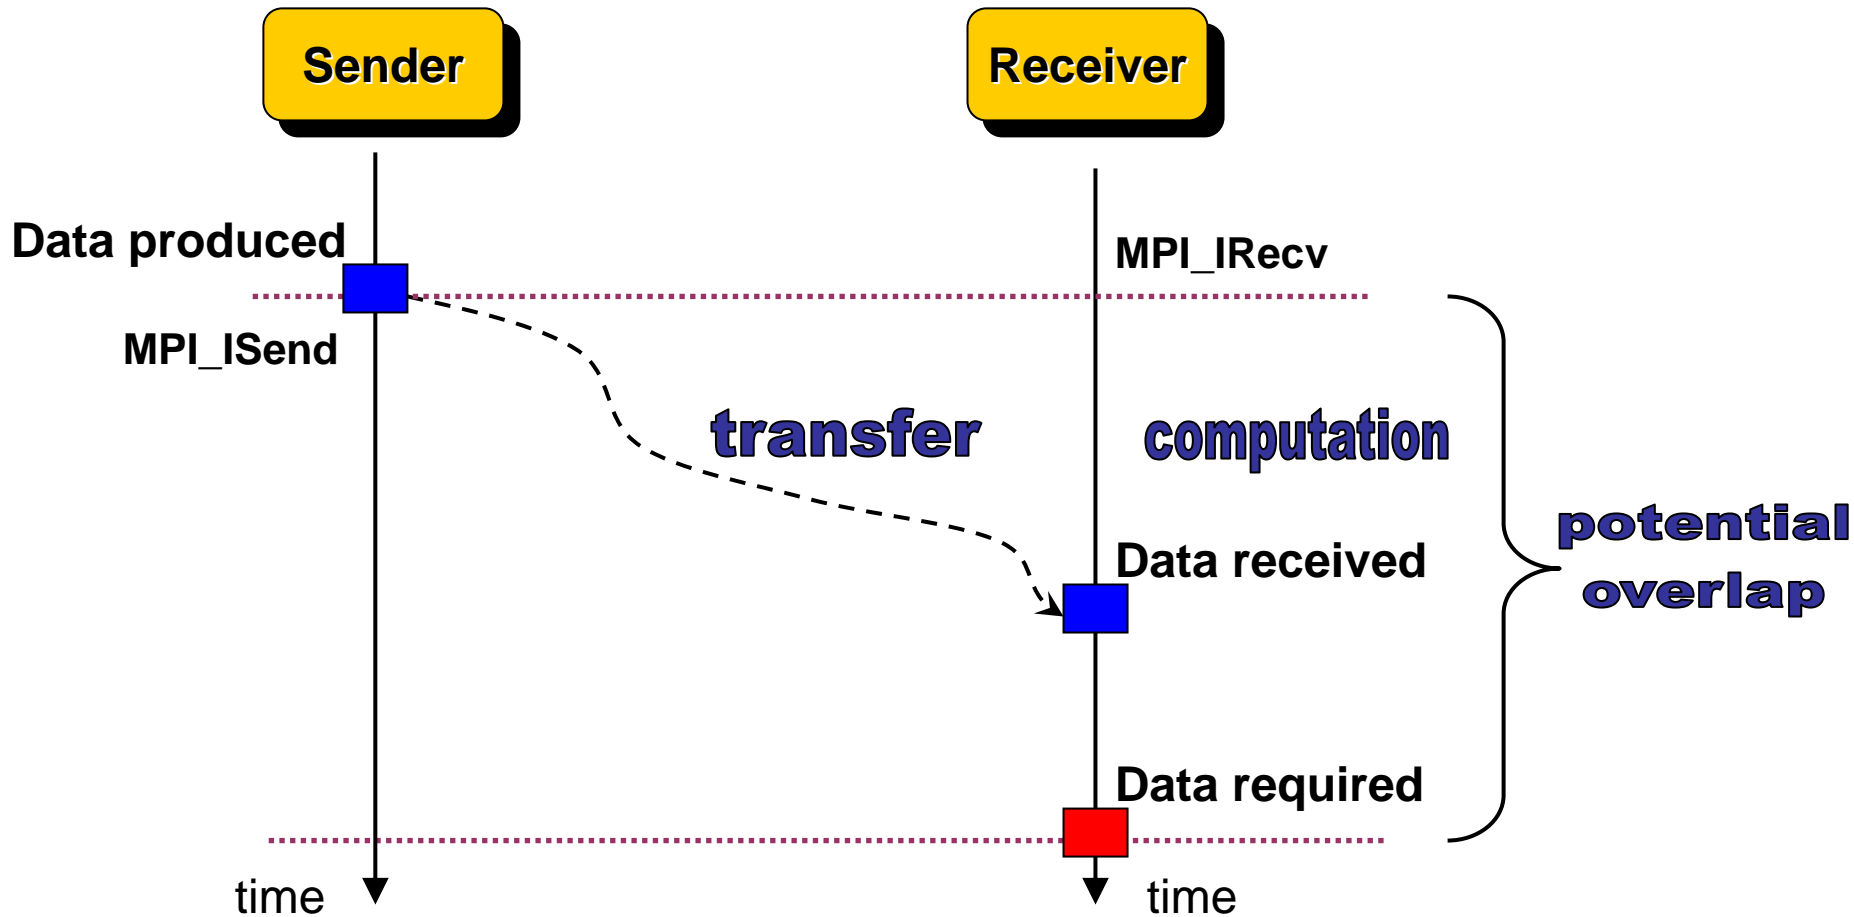 Sender
Receiver
Data produced
MPI_IRecv
MPI_ISend
transfer
computation
potential
overlap
Data received
Data required
time
time